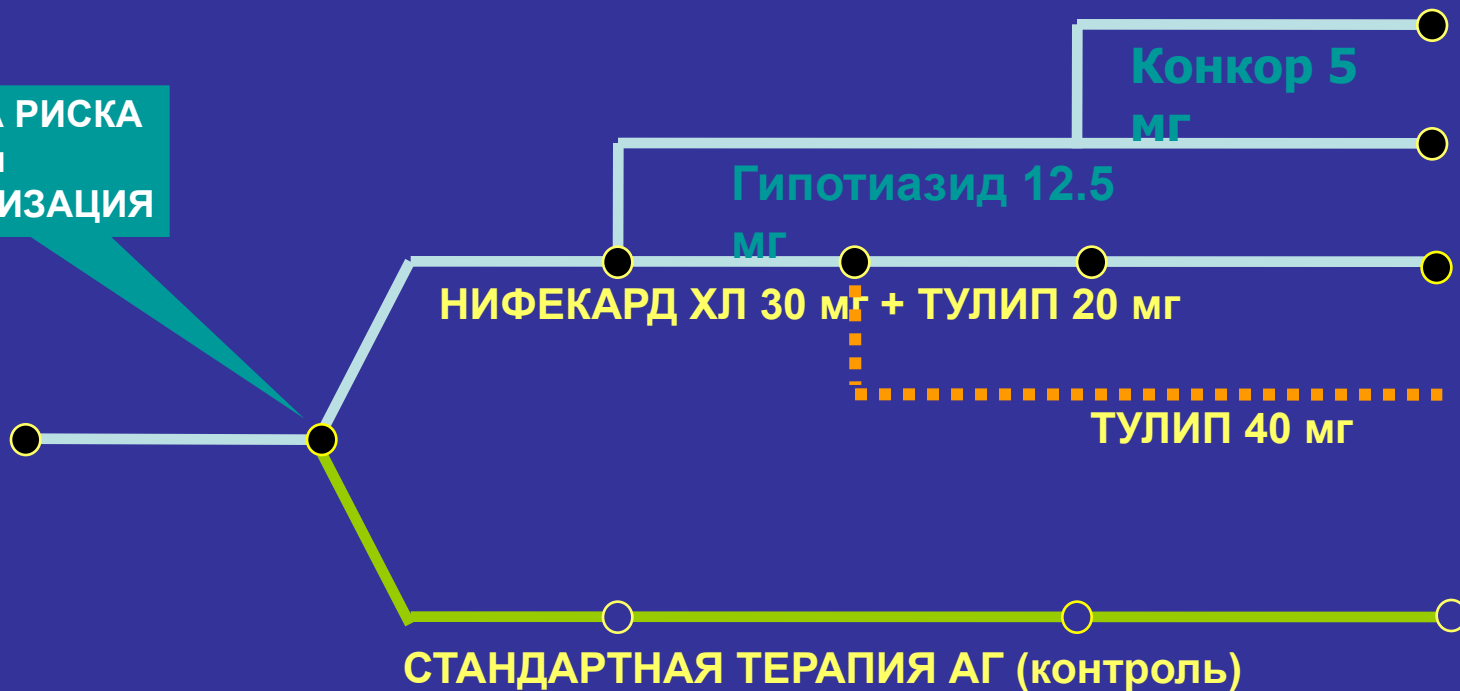 Конкор 5
мг
РИСКА
Гипотиазид 12.5
мг
НИФЕКАРД ХЛ 30 мг + ТУЛИП 20 мг
ТУЛИП 40 мг
СТАНДАРТНАЯ ТЕРАПИЯ АГ (контроль)